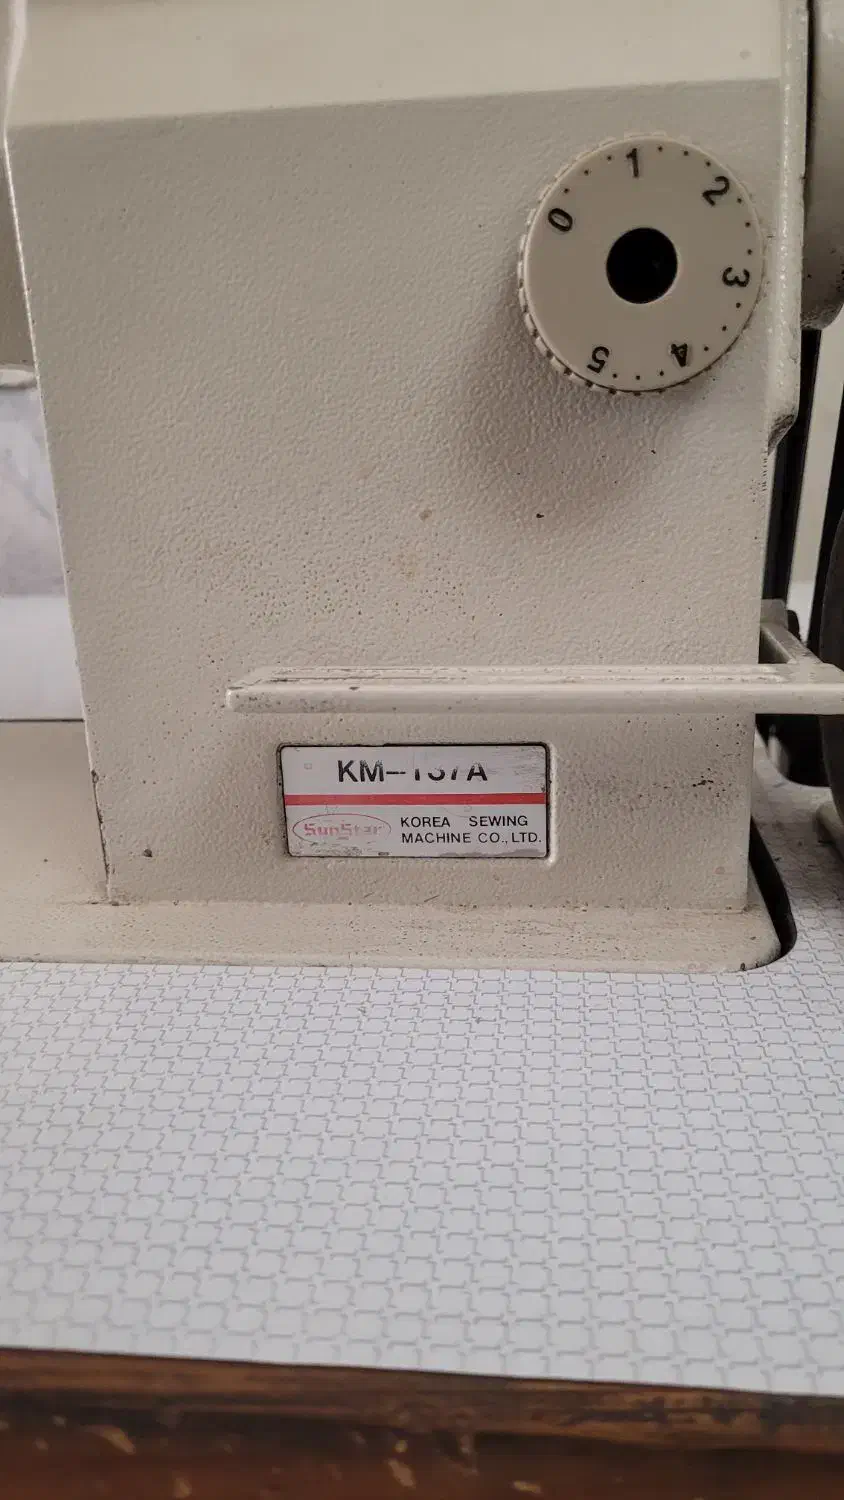 0 1 2 3 4 5
KM-137A
SunStar
KOREA SEWING
MACHINE CO., LTD.